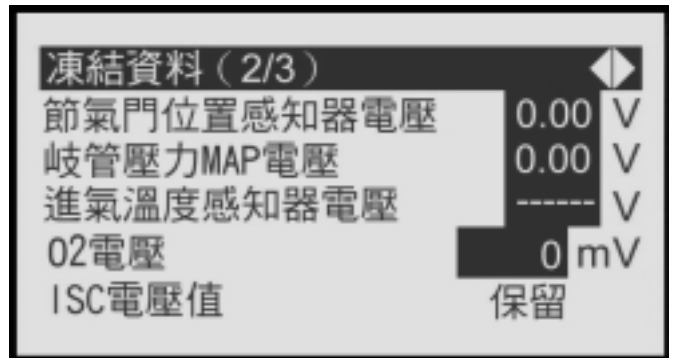 凍結資料（2/3）
節氣門位置感知器電壓 0.00 V
岐管壓力MAP電壓 0.00 V
進氣溫度感知器電壓 ------ V
O2電壓 0 mV
ISC電壓值 保留